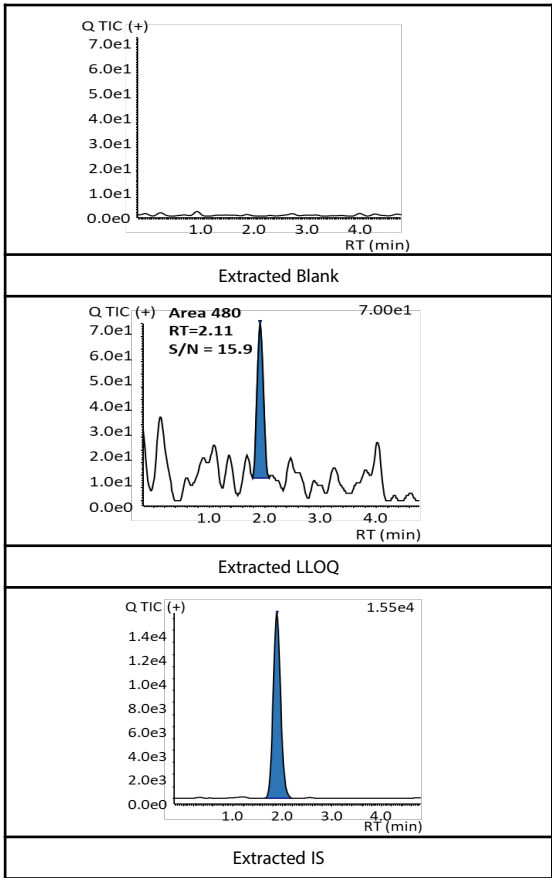 Q TIC (+)
7.0e1
6.0e1
5.0e1
4.0e1
3.0e1
2.0e1
1.0e1
0.0e0
1.0 2.0 3.0 4.0
RT (min)
Extracted Blank
Q TIC (+) Area 480 7.00e1
7.0e1 RT=2.11
6.0e1 S/N = 15.9
5.0e1
4.0e1
3.0e1
2.0e1
1.0e1
0.0e0
1.0 2.0 3.0 4.0
RT (min)
Extracted LLOQ
Q TIC (+) 1.55e4
1.4e4
1.2e4
1.0e4
8.0e3
6.0e3
4.0e3
2.0e3
0.0e0
1.0 2.0 3.0 4.0
RT (min)
Extracted IS